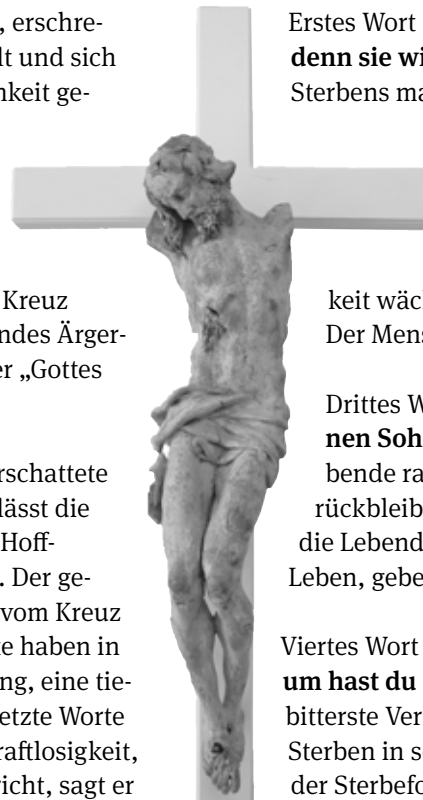 , erschre-
lt und sich
nkeit ge-
Kreuz
ndes Ärger-
er „Gottes
rschattete
lässt die
Hoff-
. Der ge-
vom Kreuz
e haben in
ng, eine tie-
etzte Worte
raftlosigkeit,
richt, sagt er
Erstes Wort
denn sie wi
Sterbens ma
keit wäc
Der Mens
Drittes W
nen Soh
bende ra
rückbleib
die Lebend
Leben, gebe
Viertes Wort
um hast du
bitterste Ver
Sterben in s
der Sterbefo